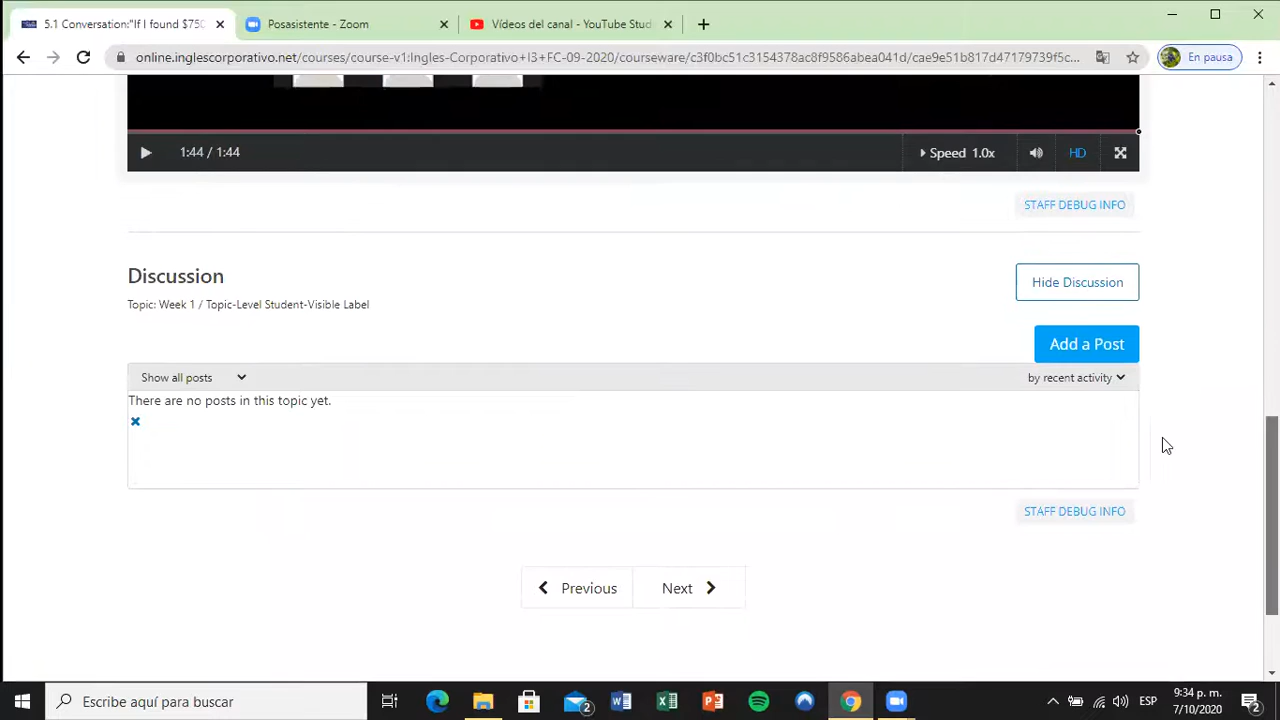 5.1 Conversation:"If I found $750
Posasistente - Zoom
Vídeos del canal - YouTube Stud
online.inglescorporativo.net/courses/course-v1:Ingles-Corporativo+I3+FC-09-2020/courseware/c3f0bc51c3154378ac8f9586abea041d/cae9e51b817d47179739f5c...
En pausa
1:44 / 1:44
Speed 1.0x
HD
STAFF DEBUG INFO
Discussion
Hide Discussion
Topic: Week 1 / Topic-Level Student-Visible Label
Add a Post
Show all posts
by recent activity
There are no posts in this topic yet.
STAFF DEBUG INFO
Previous
Next
Escribe aquí para buscar
2
ESP
9:34 p. m.
7/10/2020
2